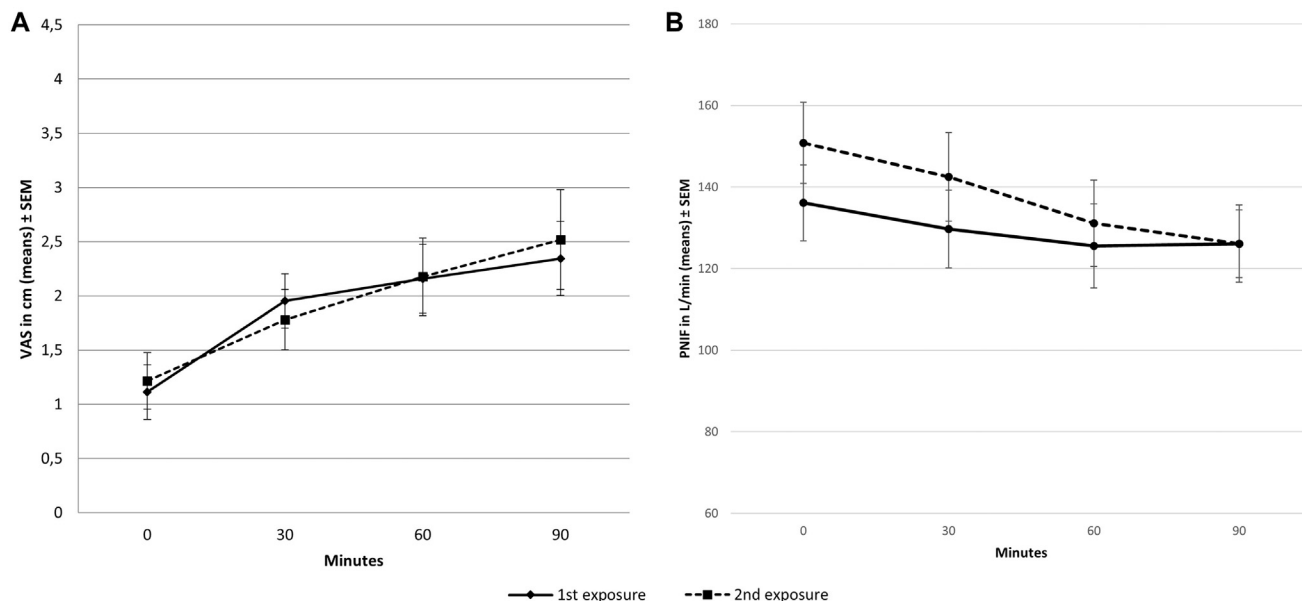 A
VAS in cm (means) ± SEM
4,5
4
3,5
3
2,5
2
1,5
1
0,5
0
0 30 60 90
Minutes
B
PNIF in L/min (means) ± SEM
180
160
140
120
100
80
60
0 30 60 90
Minutes
1st exposure 2nd exposure